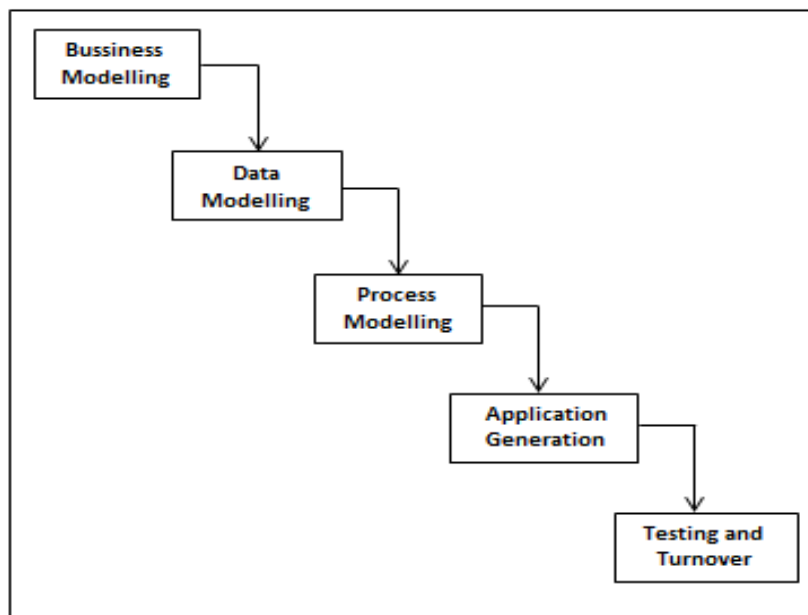 Bussiness
Modelling
Data
Modelling
Process
Modelling
Application
Generation
Testing and
Turnover